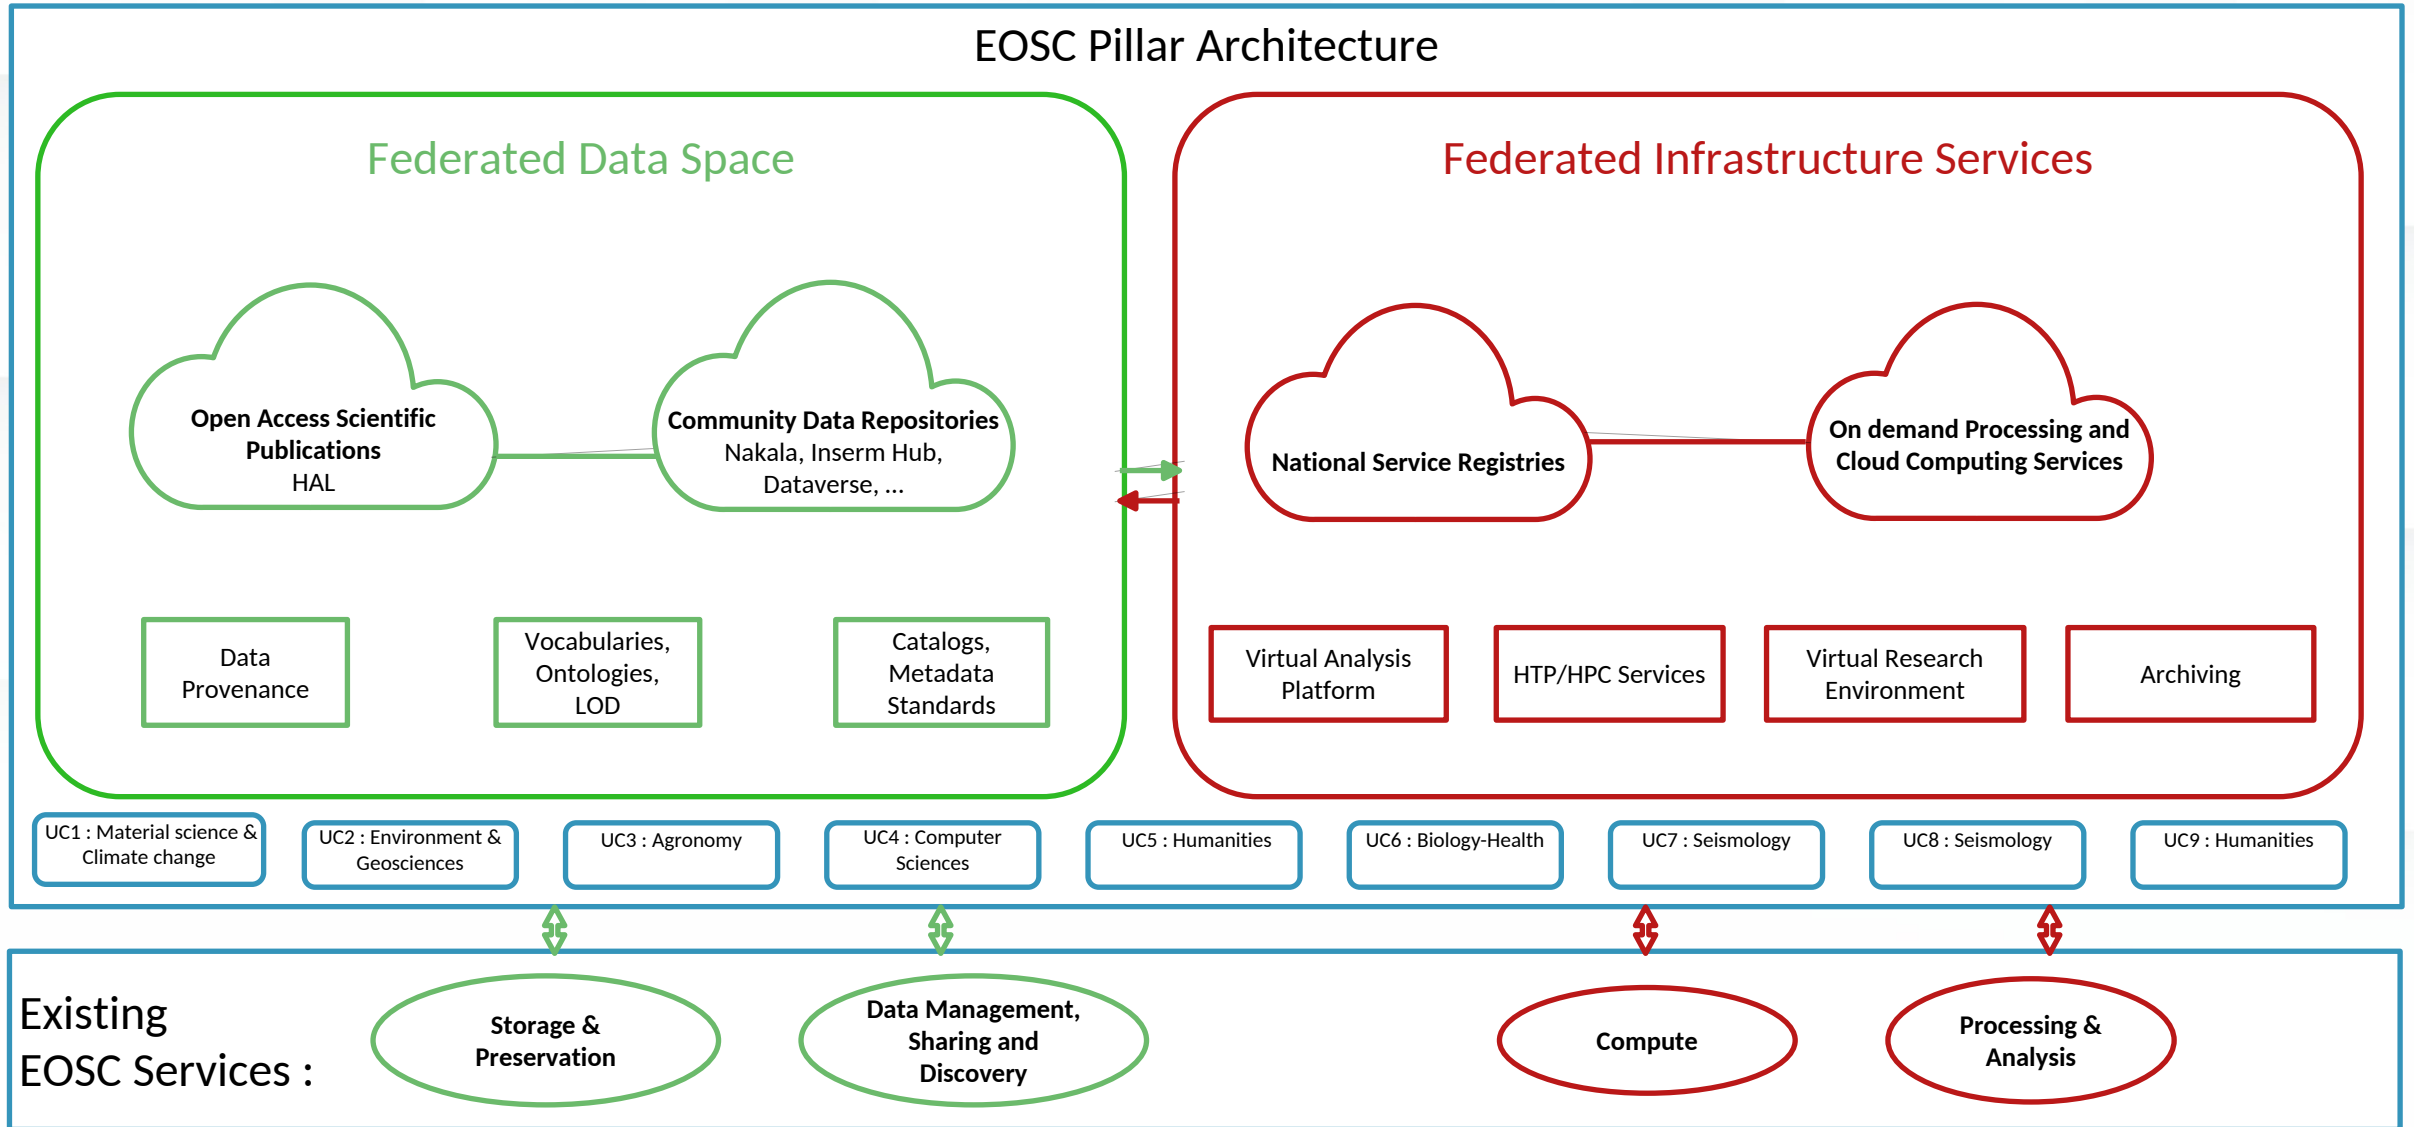 EOSC Pillar Architecture
Federated Data Space
Federated Infrastructure Services
Open Access Scientific
Publications
HAL
Community Data Repositories
Nakala, Inserm Hub,
Dataverse, ...
National Service Registries
On demand Processing and
Cloud Computing Services
Data
Provenance
Vocabularies,
Ontologies,
LOD
Catalogs,
Metadata
Standards
Virtual Analysis
Platform
HTP/HPC Services
Virtual Research
Environment
Archiving
UC1 : Material science &
Climate change
UC2 : Environment &
Geosciences
UC3 : Agronomy
UC4 : Computer
Sciences
UC5 : Humanities
UC6 : Biology-Health
UC7 : Seismology
UC8 : Seismology
UC9 : Humanities
Existing
EOSC Services :
Storage &
Preservation
Data Management,
Sharing and
Discovery
Compute
Processing &
Analysis